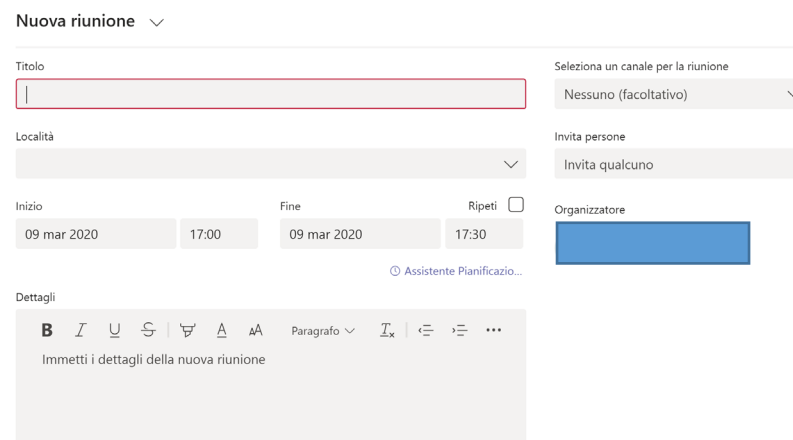 Nuova riunione
Titolo
Seleziona un canale per la riunione
Nessuno (facoltativo)
Località
Invita persone
Invita qualcuno
Inizio
Fine
Ripeti
Organizzatore
09 mar 2020
17:00
09 mar 2020
17:30
Assistente Pianificazio...
Dettagli
B I U S A AA Paragrafo Tx
Immetti i dettagli della nuova riunione